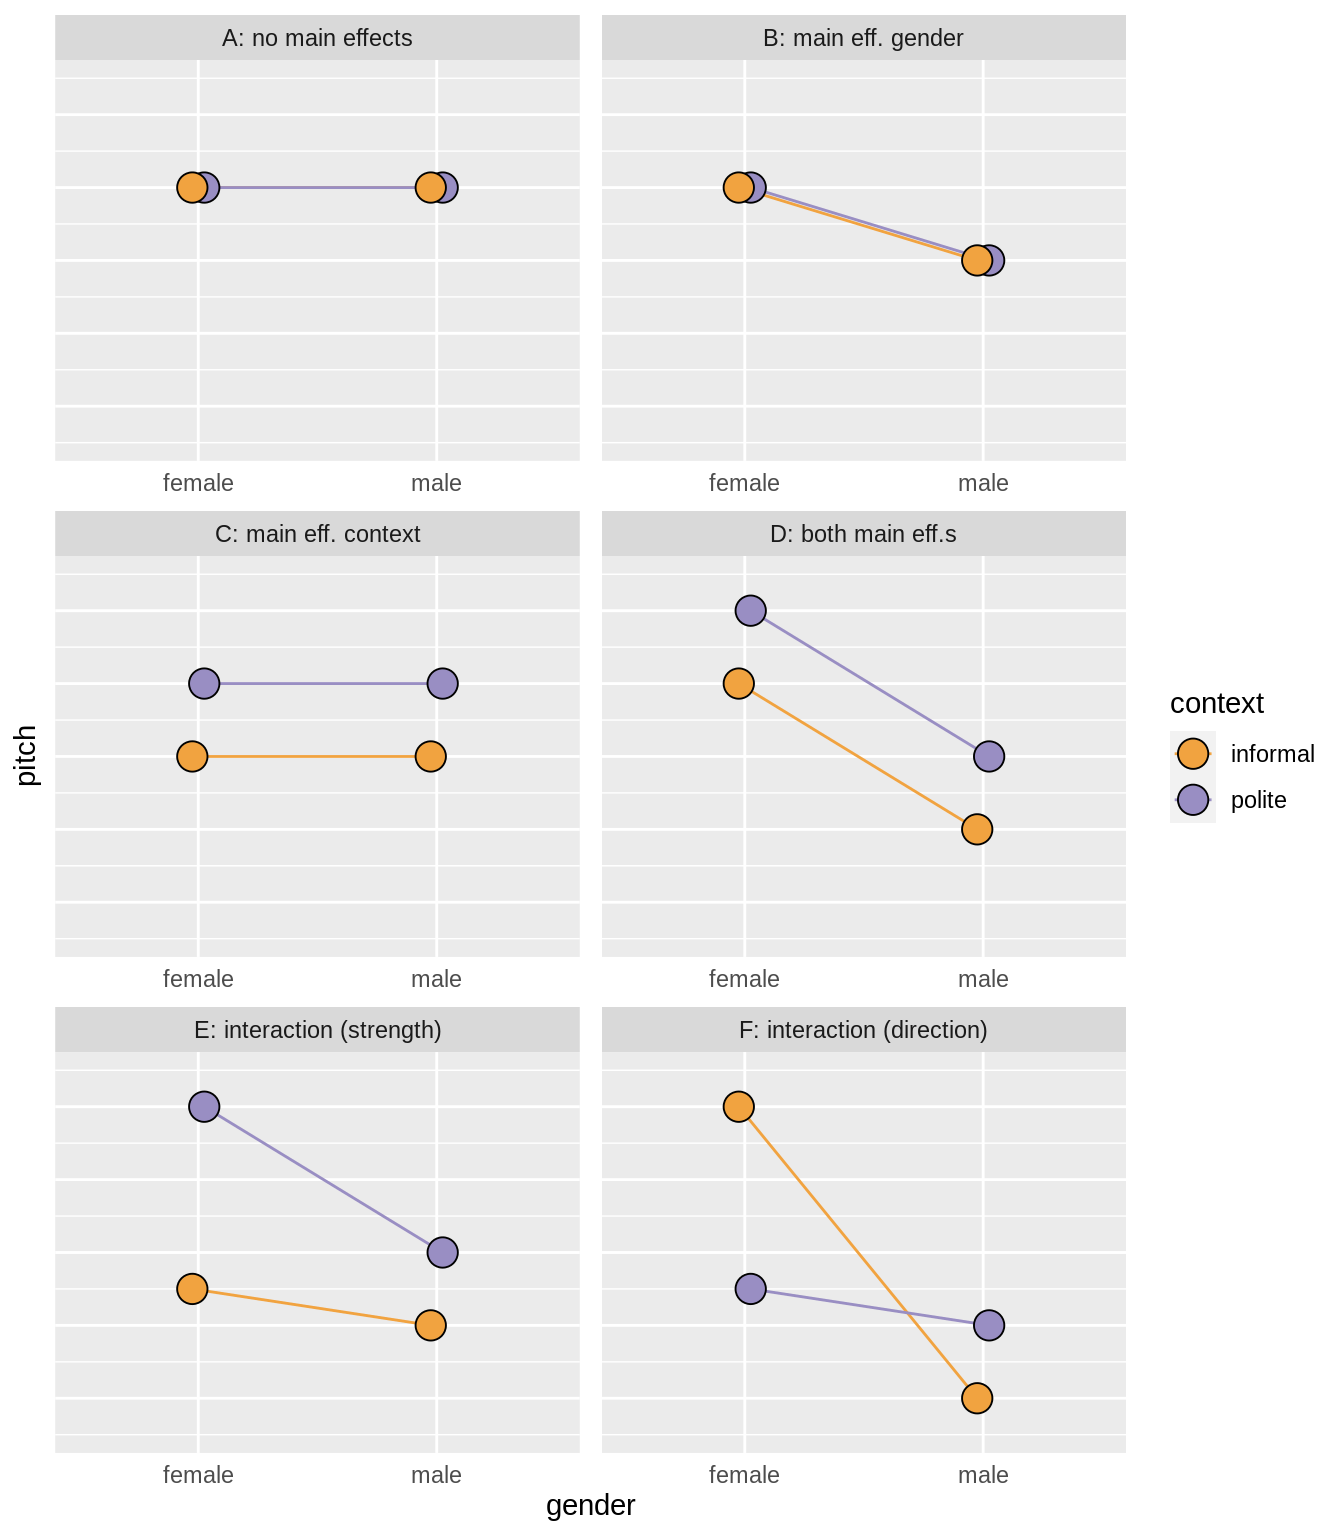 A: no main effects
B: main eff. gender
female
male
female
male
C: main eff. context
D: both main eff.s
female
male
female
male
E: interaction (strength)
F: interaction (direction)
female
male
female
male
gender
pitch
context
informal
polite